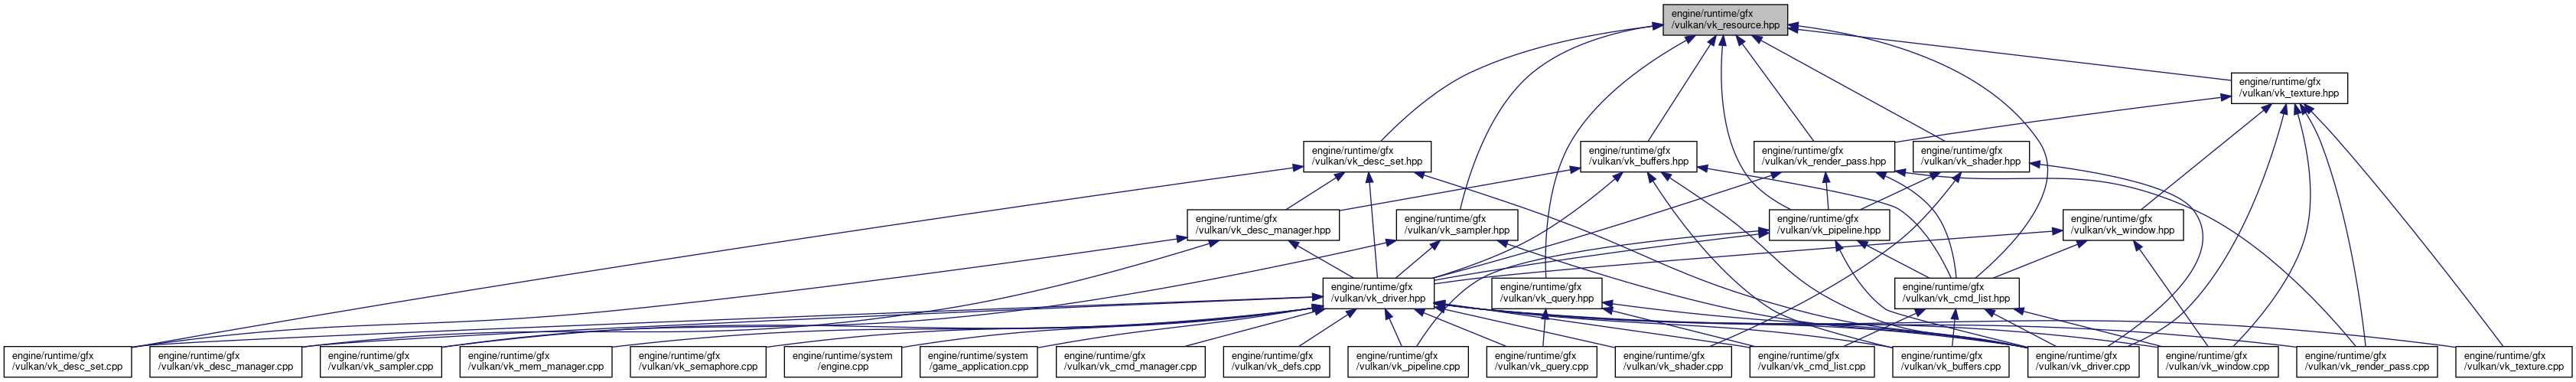 engine/runtime/gfx
/vulkan/vk_resource.hpp
engine/runtime/gfx
/vulkan/vk_texture.hpp
engine/runtime/gfx
/vulkan/vk_desc_set.hpp
engine/runtime/gfx
/vulkan/vk_buffers.hpp
engine/runtime/gfx
/vulkan/vk_render_pass.hpp
engine/runtime/gfx
/vulkan/vk_shader.hpp
engine/runtime/gfx
/vulkan/vk_desc_manager.hpp
engine/runtime/gfx
/vulkan/vk_sampler.hpp
engine/runtime/gfx
/vulkan/vk_pipeline.hpp
engine/runtime/gfx
/vulkan/vk_window.hpp
engine/runtime/gfx
/vulkan/vk_driver.hpp
engine/runtime/gfx
/vulkan/vk_query.hpp
engine/runtime/gfx
/vulkan/vk_cmd_list.hpp
engine/runtime/gfx
/vulkan/vk_desc_set.cpp
engine/runtime/gfx
/vulkan/vk_desc_manager.cpp
engine/runtime/gfx
/vulkan/vk_sampler.cpp
engine/runtime/gfx
/vulkan/vk_mem_manager.cpp
engine/runtime/gfx
/vulkan/vk_semaphore.cpp
engine/runtime/system
/engine.cpp
engine/runtime/system
/game_application.cpp
engine/runtime/gfx
/vulkan/vk_cmd_manager.cpp
engine/runtime/gfx
/vulkan/vk_defs.cpp
engine/runtime/gfx
/vulkan/vk_pipeline.cpp
engine/runtime/gfx
/vulkan/vk_query.cpp
engine/runtime/gfx
/vulkan/vk_shader.cpp
engine/runtime/gfx
/vulkan/vk_cmd_list.cpp
engine/runtime/gfx
/vulkan/vk_buffers.cpp
engine/runtime/gfx
/vulkan/vk_driver.cpp
engine/runtime/gfx
/vulkan/vk_window.cpp
engine/runtime/gfx
/vulkan/vk_render_pass.cpp
engine/runtime/gfx
/vulkan/vk_texture.cpp